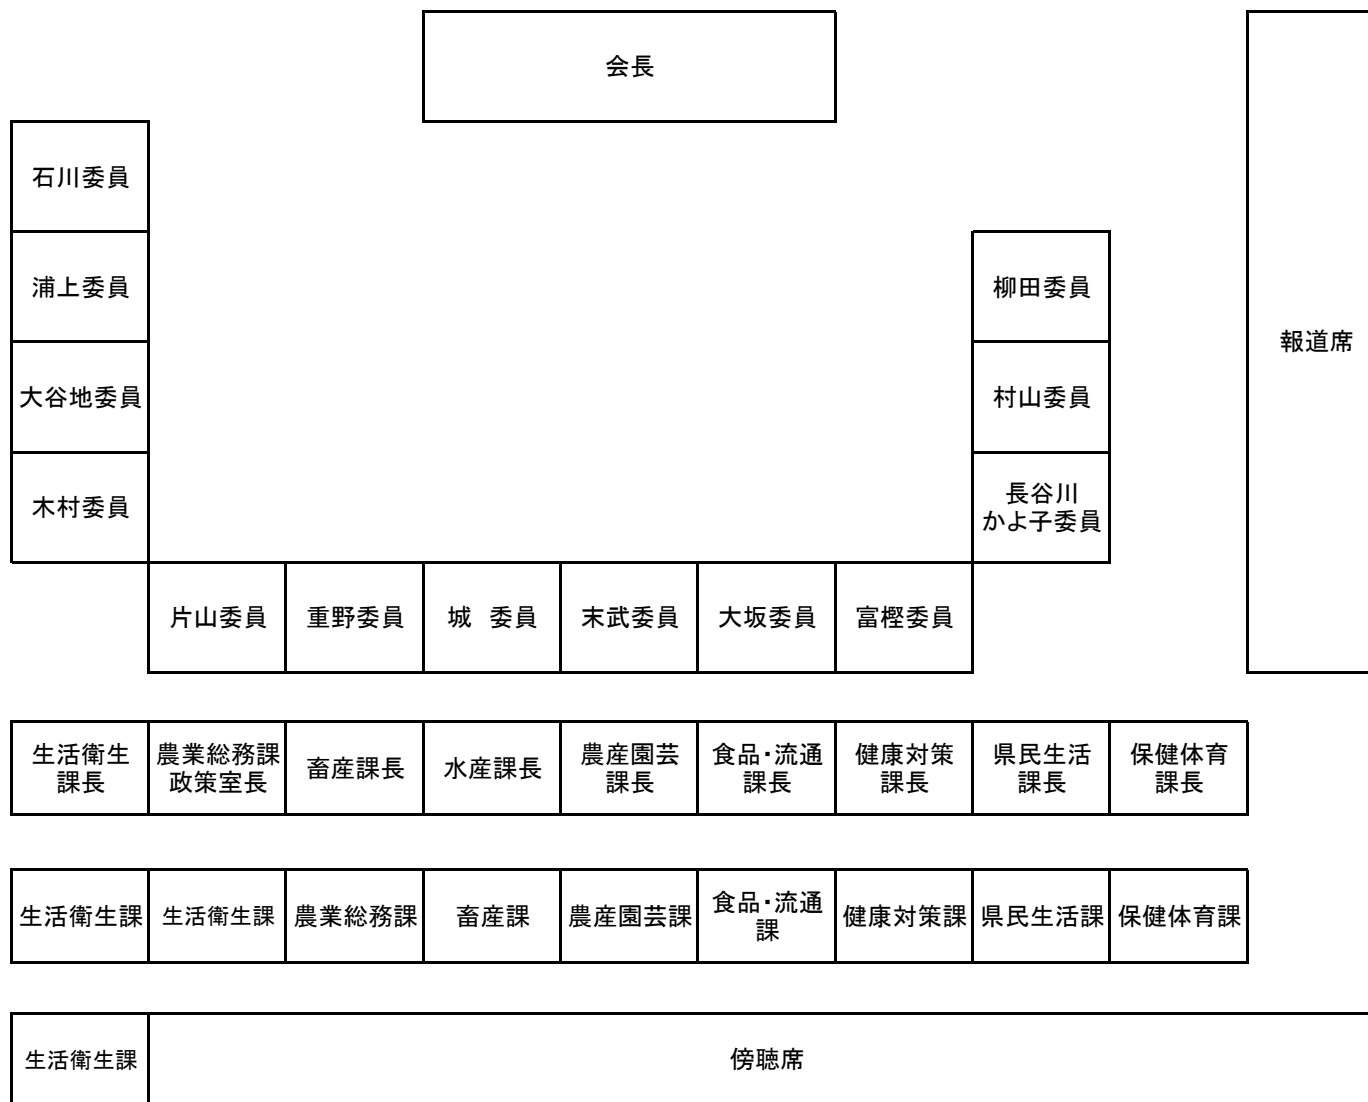 会長
石川委員
浦上委員
柳田委員
報道席
大谷地委員
村山委員
木村委員
長谷川
かよ子委員
片山委員
重野委員
城 委員
末武委員
大坂委員
富樫委員
生活衛生
課長
農業総務課
政策室長
畜産課長
水産課長
農産園芸
課長
食品・流通
課長
健康対策
課長
県民生活
課長
保健体育
課長
生活衛生課
生活衛生課
農業総務課
畜産課
農産園芸課
食品・流通
課
健康対策課
県民生活課
保健体育課
生活衛生課
傍聴席